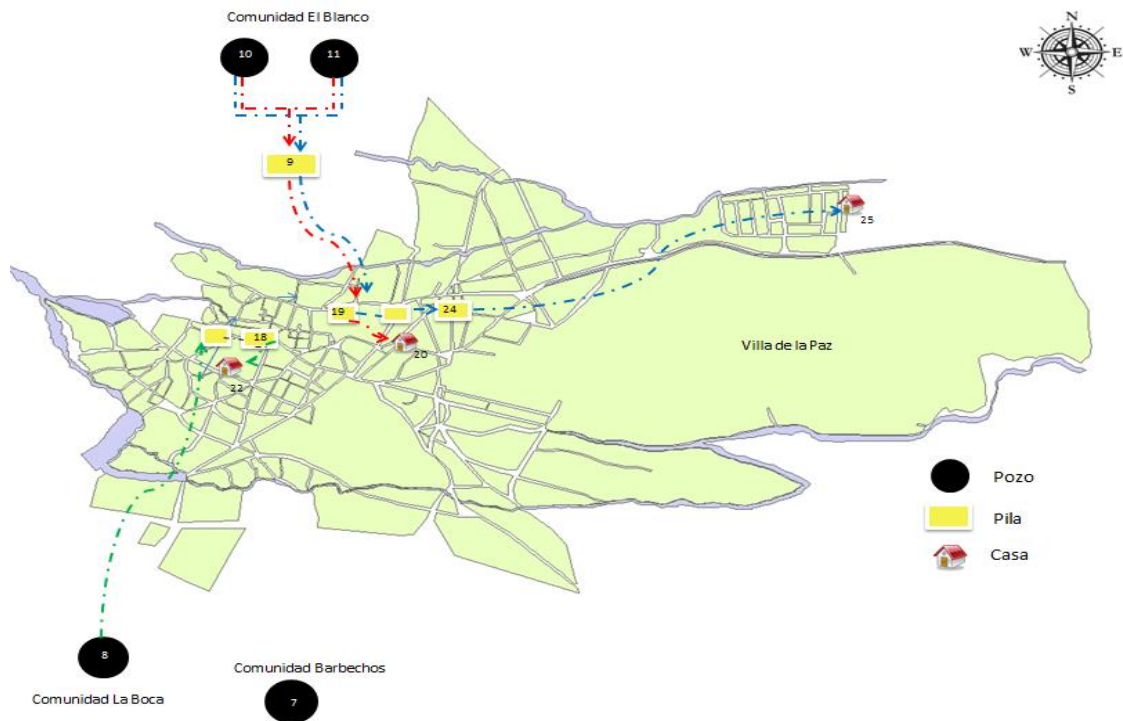 Comunidad El Blanco
10
11
N
W
E
S
9
25
19
24
18
20
22
Villa de la Paz
Pozo
Pila
Casa
8
Comunidad La Boca
Comunidad Barbechos
7